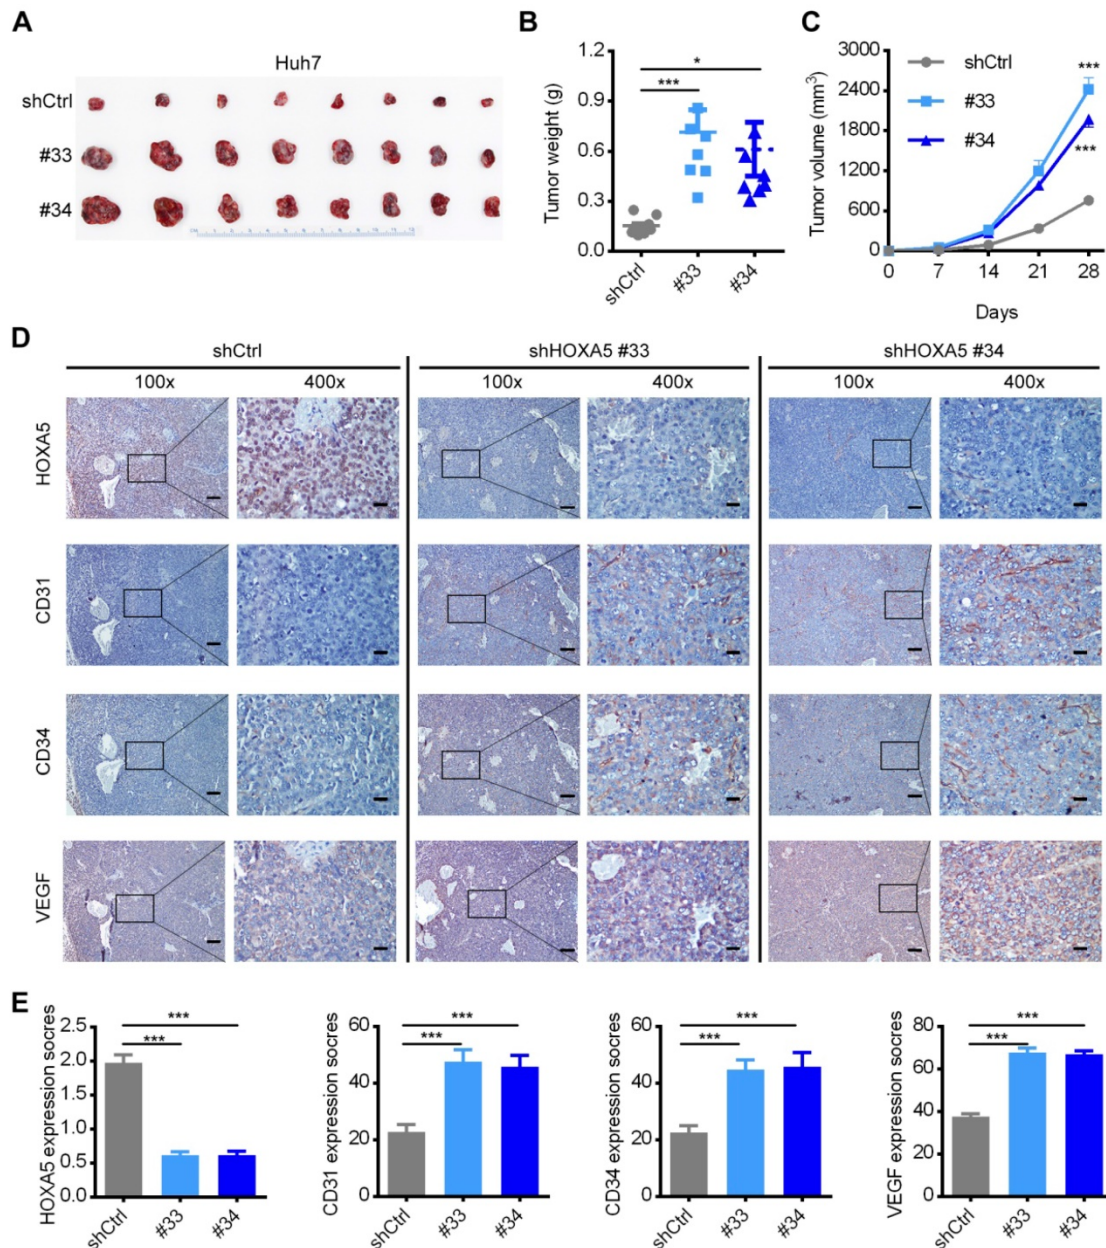 A
Huh7
shCtrl
#33
#34
B
Tumor weight (g)
1.2
0.9
0.6
0.3
0.0
*
***
shCtrl
#33
#34
C
Tumor volume (mm³)
3000
2400
1800
1200
600
0
shCtrl
#33
#34
***
***
0 7 14 21 28
Days
D
shCtrl shHOXA5 #33 shHOXA5 #34
100x 400x 100x 400x 100x 400x
HOXA5
CD31
CD34
VEGF
E
HOXA5 expression socres
2.5
2.0
1.5
1.0
0.5
0.0
***
***
shCtrl
#33
#34
CD31 expression socres
60
40
20
0
***
***
shCtrl
#33
#34
CD34 expression socres
60
40
20
0
***
***
shCtrl
#33
#34
VEGF expression socres
80
60
40
20
0
***
***
shCtrl
#33
#34